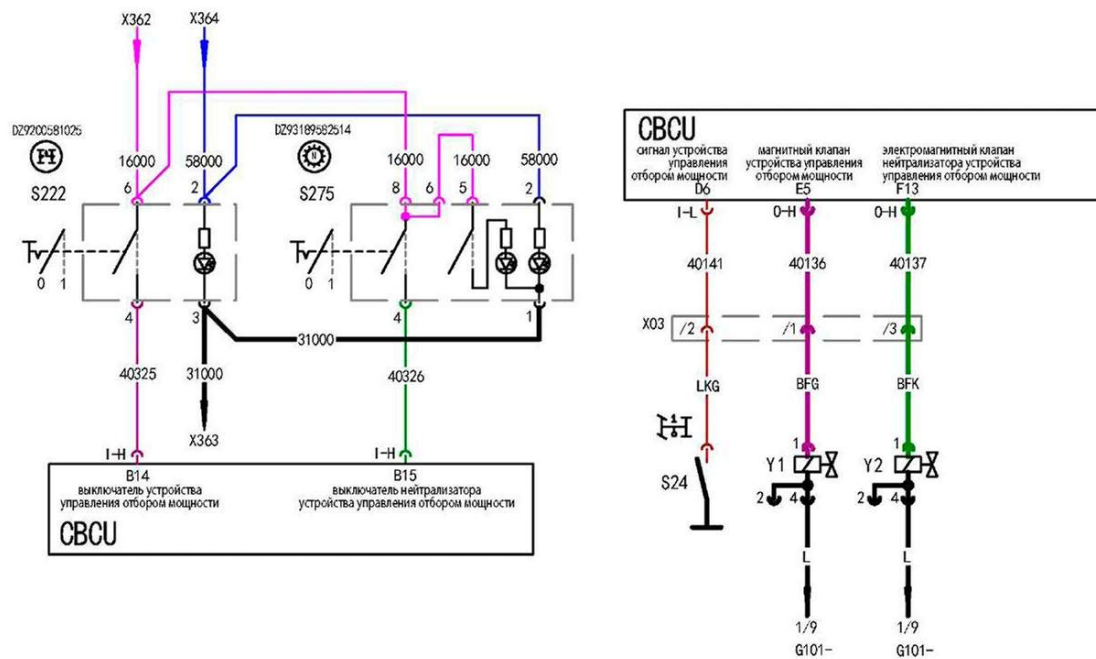 X362 X364
DZ9200581025 DZ93189582514
16000 58000 16000 16000 58000
S222 6 2 S275 8 6 5 2
0 1 0 1
4 3 4 1
31000
40325 31000 40326
X363
I-H I-H
B14 B15
выключатель устройства выключатель нейтрализатора
управления отбором мощности устройства управления отбором мощности
CBCU
CBCU
сигнал устройства магнитный клапан электромагнитный клапан
управления устройства управления нейтрализатора устройства
отбором мощности отбором мощности управления отбором мощности
D6 E5 F13
I-L O-H O-H
40141 40136 40137
X03 /2 /1 /3
LKG BFG BFK
1 1
S24 Y1 Y2
2 4 2 4
L L
1/9 1/9
G101- G101-